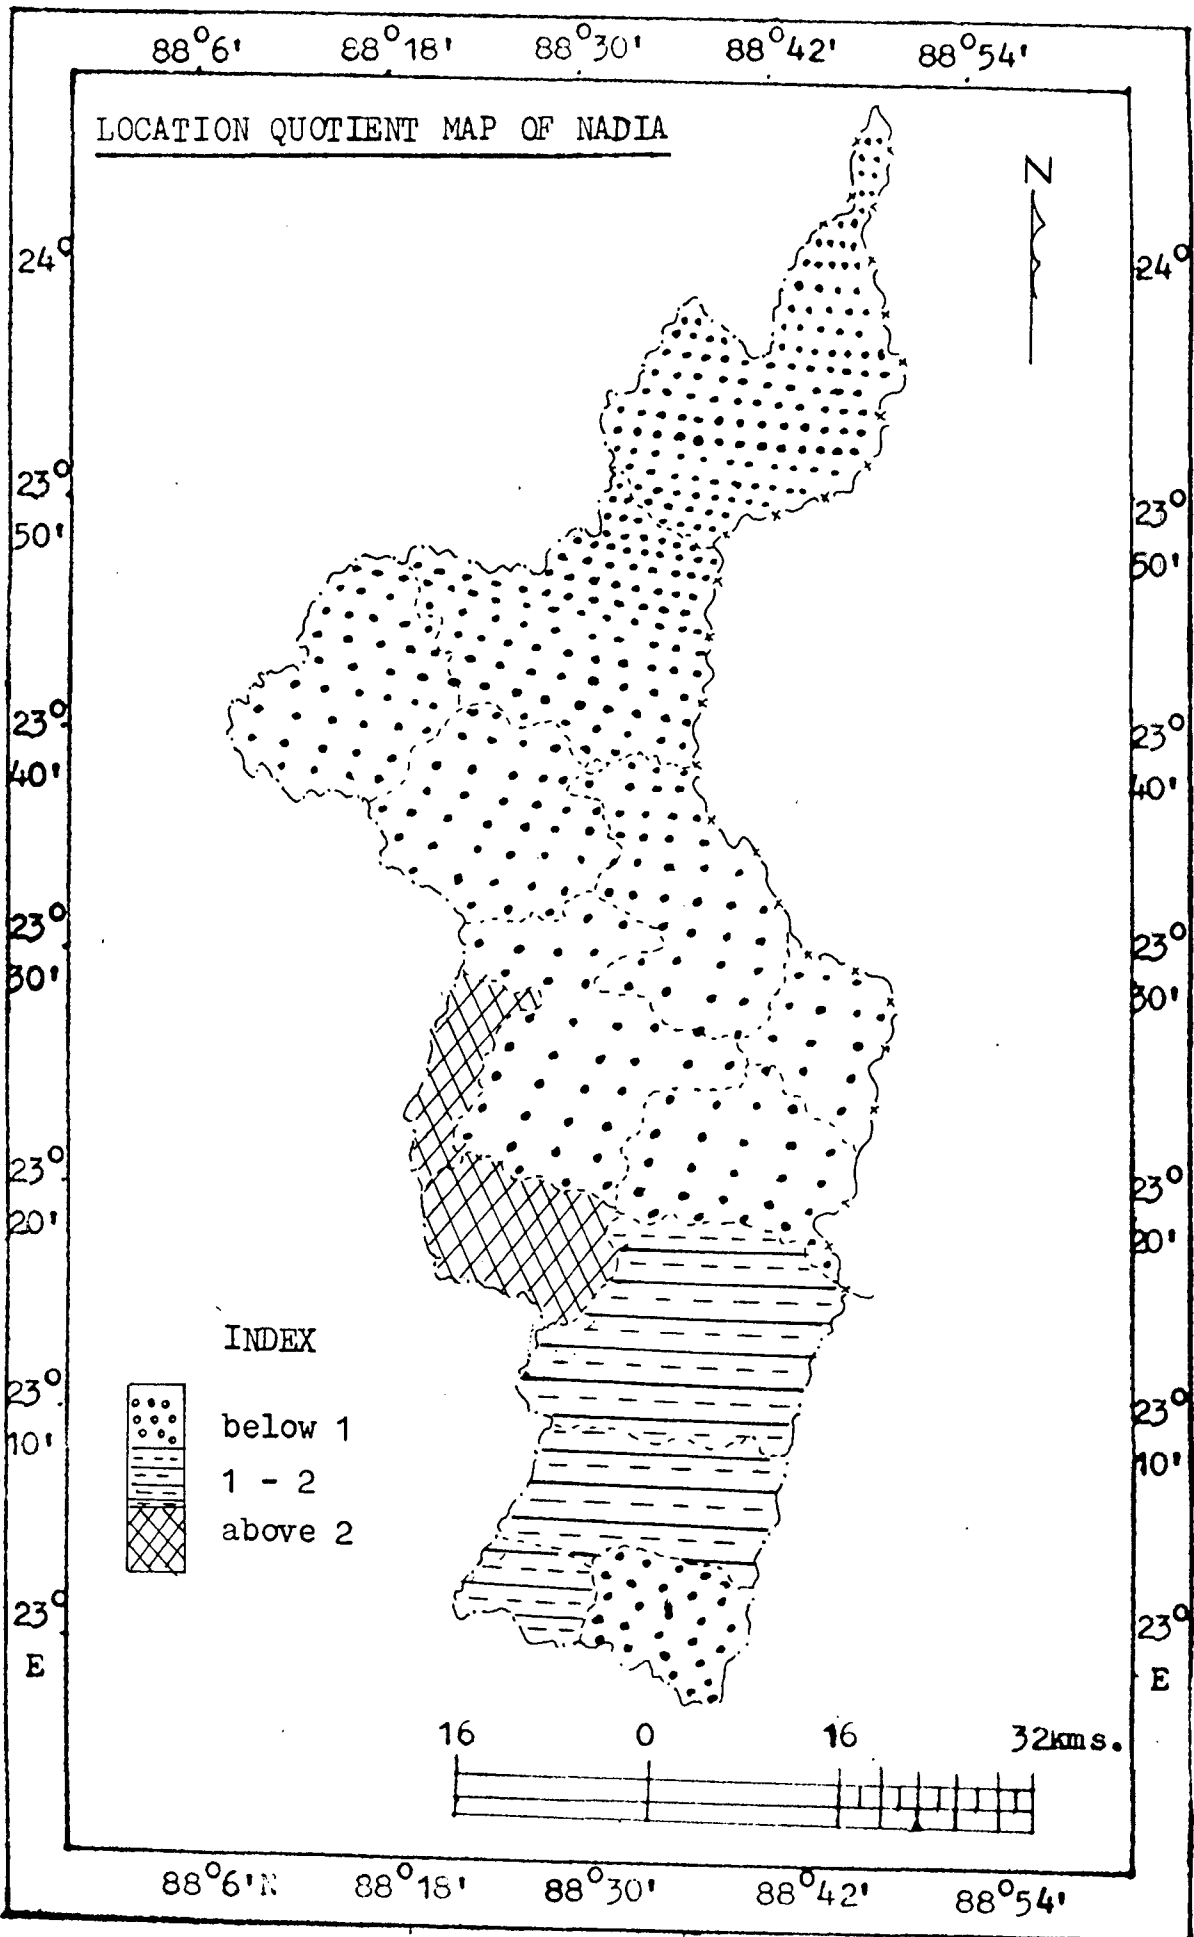 88°6' 88°18' 88°30' 88°42' 88°54'
LOCATION QUOTIENT MAP OF NADIA
N
24° 24°
23° 23°
50' 50'
23° 23°
40' 40'
23° 23°
30' 30'
23° 23°
20' 20'
INDEX
23° 23°
below 1
10' 10'
1 - 2
above 2
23° 23°
E E
16 0 16 32kms.
88°6'N 88°18' 88°30' 88°42' 88°54'